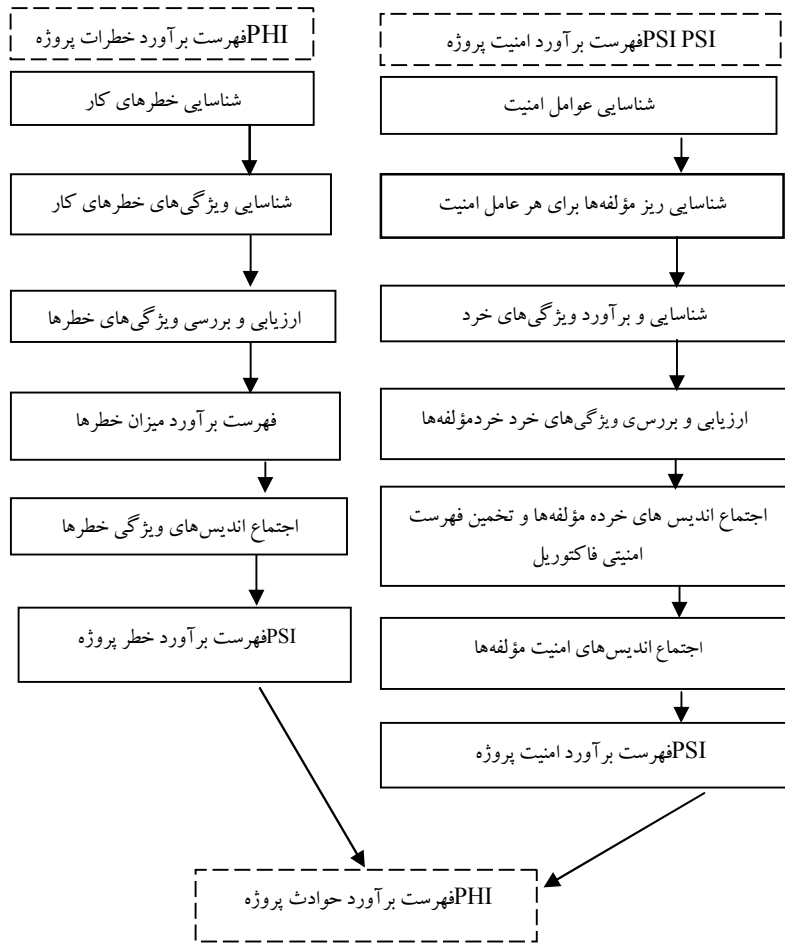 PSI PSIفهرست برآورد امنیت پروژه
شناسایی عوامل امنیت
شناسایی ریز مؤلفه‌ها برای هر عامل امنیت
شناسایی و برآورد ویژگی‌های خرد
ارزیابی و بررسی ویژگی‌های خرد خردمؤلفه‌ها
اجتماع اندیس های خرده مؤلفه‌ها و تخمین فهرست
امنیتی فاکتوریل
اجتماع اندیس‌های امنیت مؤلفه‌ها
PSIفهرست برآورد امنیت پروژه
PHIفهرست برآورد خطرات پروژه
شناسایی خطرهای کار
شناسایی ویژگی‌های خطرهای کار
ارزیابی و بررسی ویژگی‌های خطرها
فهرست برآورد میزان خطرها
اجتماع اندیس‌های ویژگی خطرها
PSIفهرست برآورد خطر پروژه
PHIفهرست برآورد حوادث پروژه